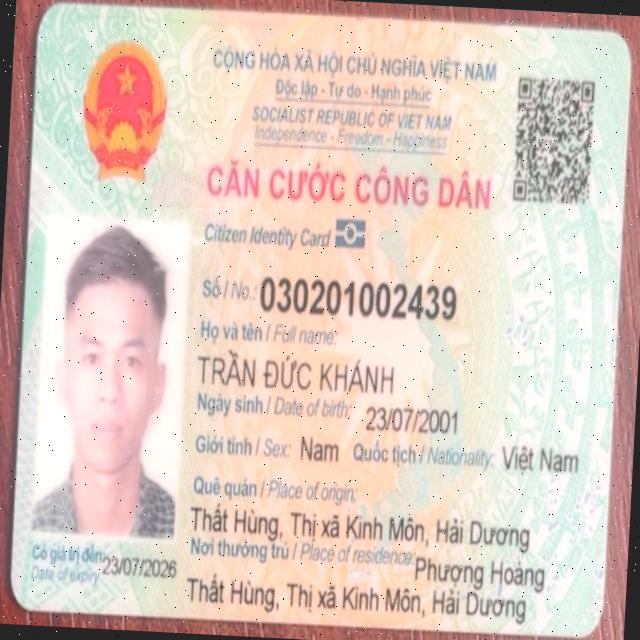 CỘNG HÒA XÃ HỘI CHỦ NGHĨA VIỆT NAM
Độc lập - Tự do - Hạnh phúc
SOCIALIST REPUBLIC OF VIET NAM
Independence - Freedom - Happiness
CĂN CƯỚC CÔNG DÂN
Citizen Identity Card
Số / No.: 030201002439
Họ và tên / Full name:
TRẦN ĐỨC KHÁNH
Ngày sinh / Date of birth: 23/07/2001
Giới tính / Sex: Nam Quốc tịch / Nationality: Việt Nam
Quê quán / Place of origin:
Thất Hùng, Thị xã Kinh Môn, Hải Dương
Nơi thường trú / Place of residence: Phượng Hoàng
Thất Hùng, Thị xã Kinh Môn, Hải Dương
Có giá trị đến: 23/07/2026
Date of expiry